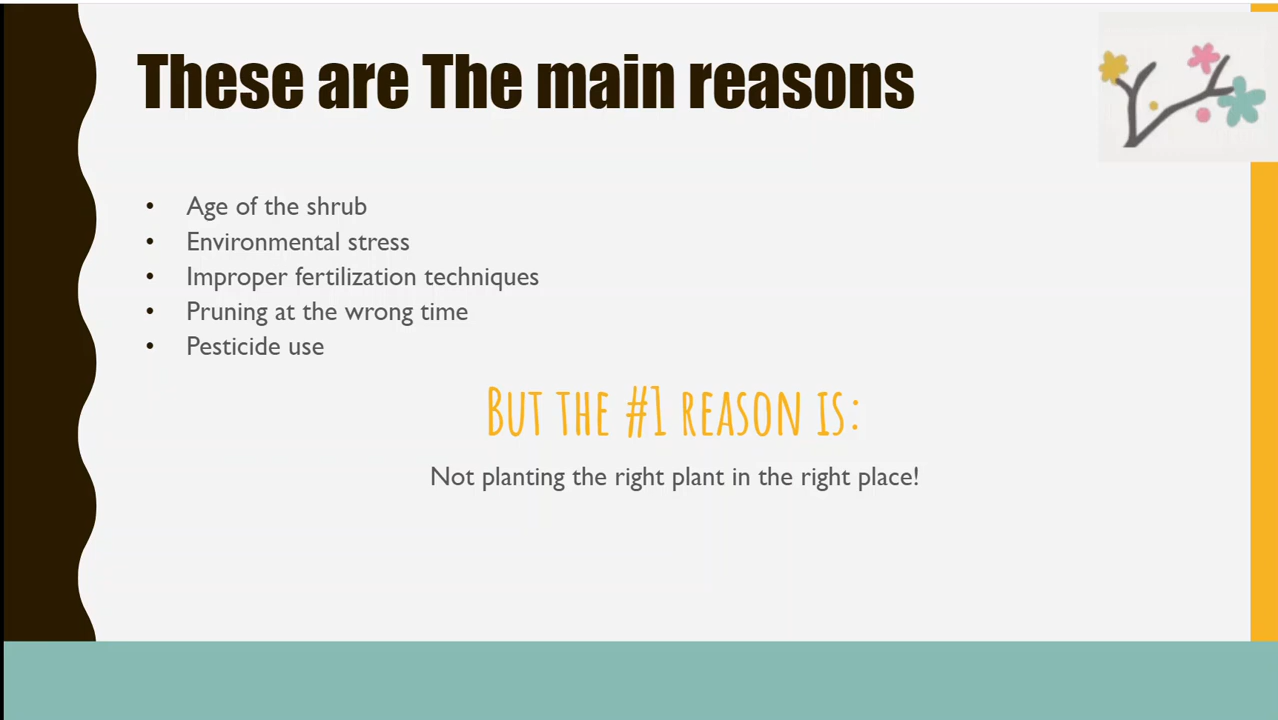 These are The main reasons
• Age of the shrub
• Environmental stress
• Improper fertilization techniques
• Pruning at the wrong time
• Pesticide use
But the #1 reason is:
Not planting the right plant in the right place!